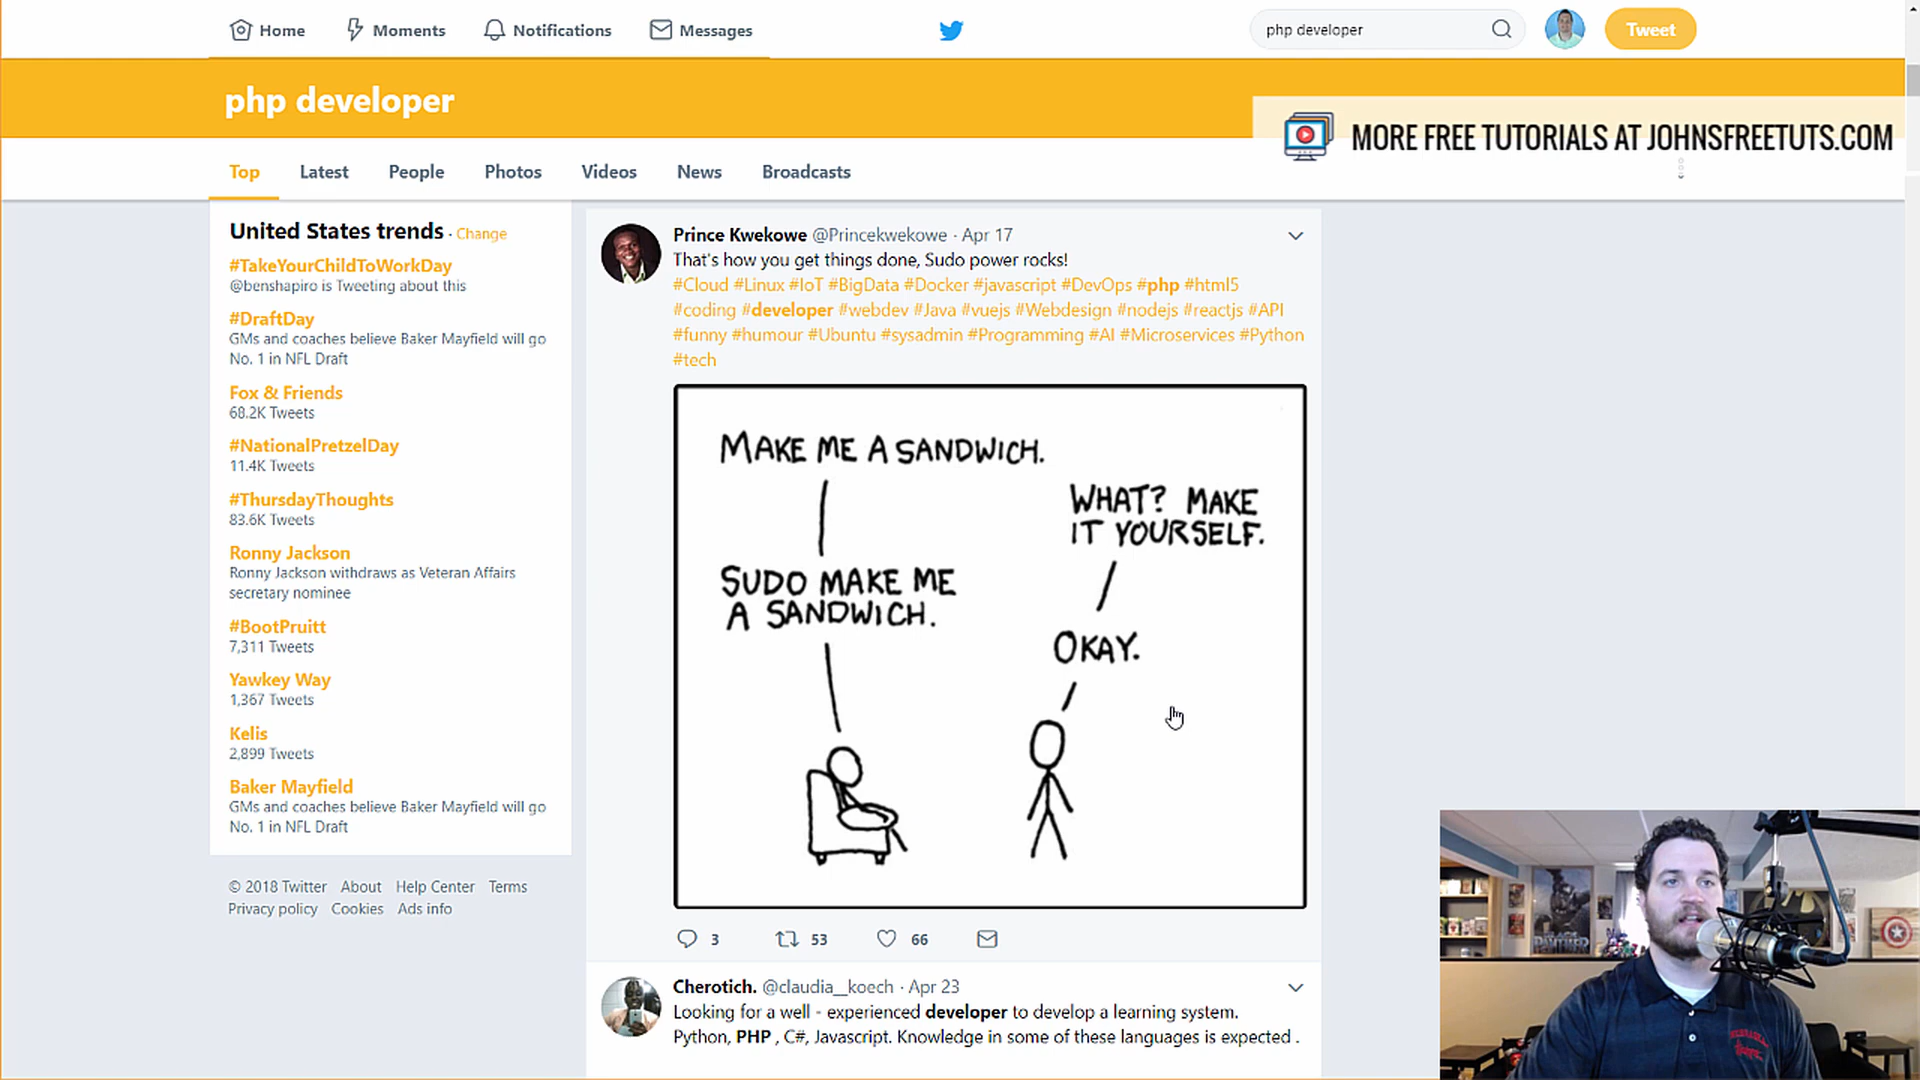 Home
Moments
Notifications
Messages
php developer
Tweet
php developer
MORE FREE TUTORIALS AT JOHNSFREETUTS.COM
Top
Latest
People
Photos
Videos
News
Broadcasts
United States trends · Change
#TakeYourChildToWorkDay
@benshapiro is Tweeting about this
#DraftDay
GMs and coaches believe Baker Mayfield will go
No. 1 in NFL Draft
Fox & Friends
68.2K Tweets
#NationalPretzelDay
11.4K Tweets
#ThursdayThoughts
83.6K Tweets
Ronny Jackson
Ronny Jackson withdraws as Veteran Affairs
secretary nominee
#BootPruitt
7,311 Tweets
Yawkey Way
1,367 Tweets
Kelis
2,899 Tweets
Baker Mayfield
GMs and coaches believe Baker Mayfield will go
No. 1 in NFL Draft
© 2018 Twitter About Help Center Terms
Privacy policy Cookies Ads info
Prince Kwekowe @Princekwekowe · Apr 17
That's how you get things done, Sudo power rocks!
#Cloud #Linux #IoT #BigData #Docker #javascript #DevOps #php #html5
#coding #developer #webdev #Java #vuejs #Webdesign #nodejs #reactjs #API
#funny #humour #Ubuntu #sysadmin #Programming #AI #Microservices #Python
#tech
MAKE ME A SANDWICH.
WHAT? MAKE
IT YOURSELF.
SUDO MAKE ME
A SANDWICH.
OKAY.
3
53
66
Cherotich. @claudia__koech · Apr 23
Looking for a well - experienced developer to develop a learning system.
Python, PHP , C#, Javascript. Knowledge in some of these languages is expected .